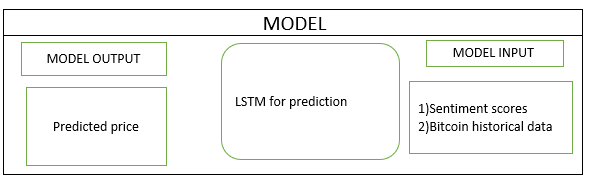 MODEL
MODEL OUTPUT
Predicted price
LSTM for prediction
MODEL INPUT
1)Sentiment scores
2)Bitcoin historical data